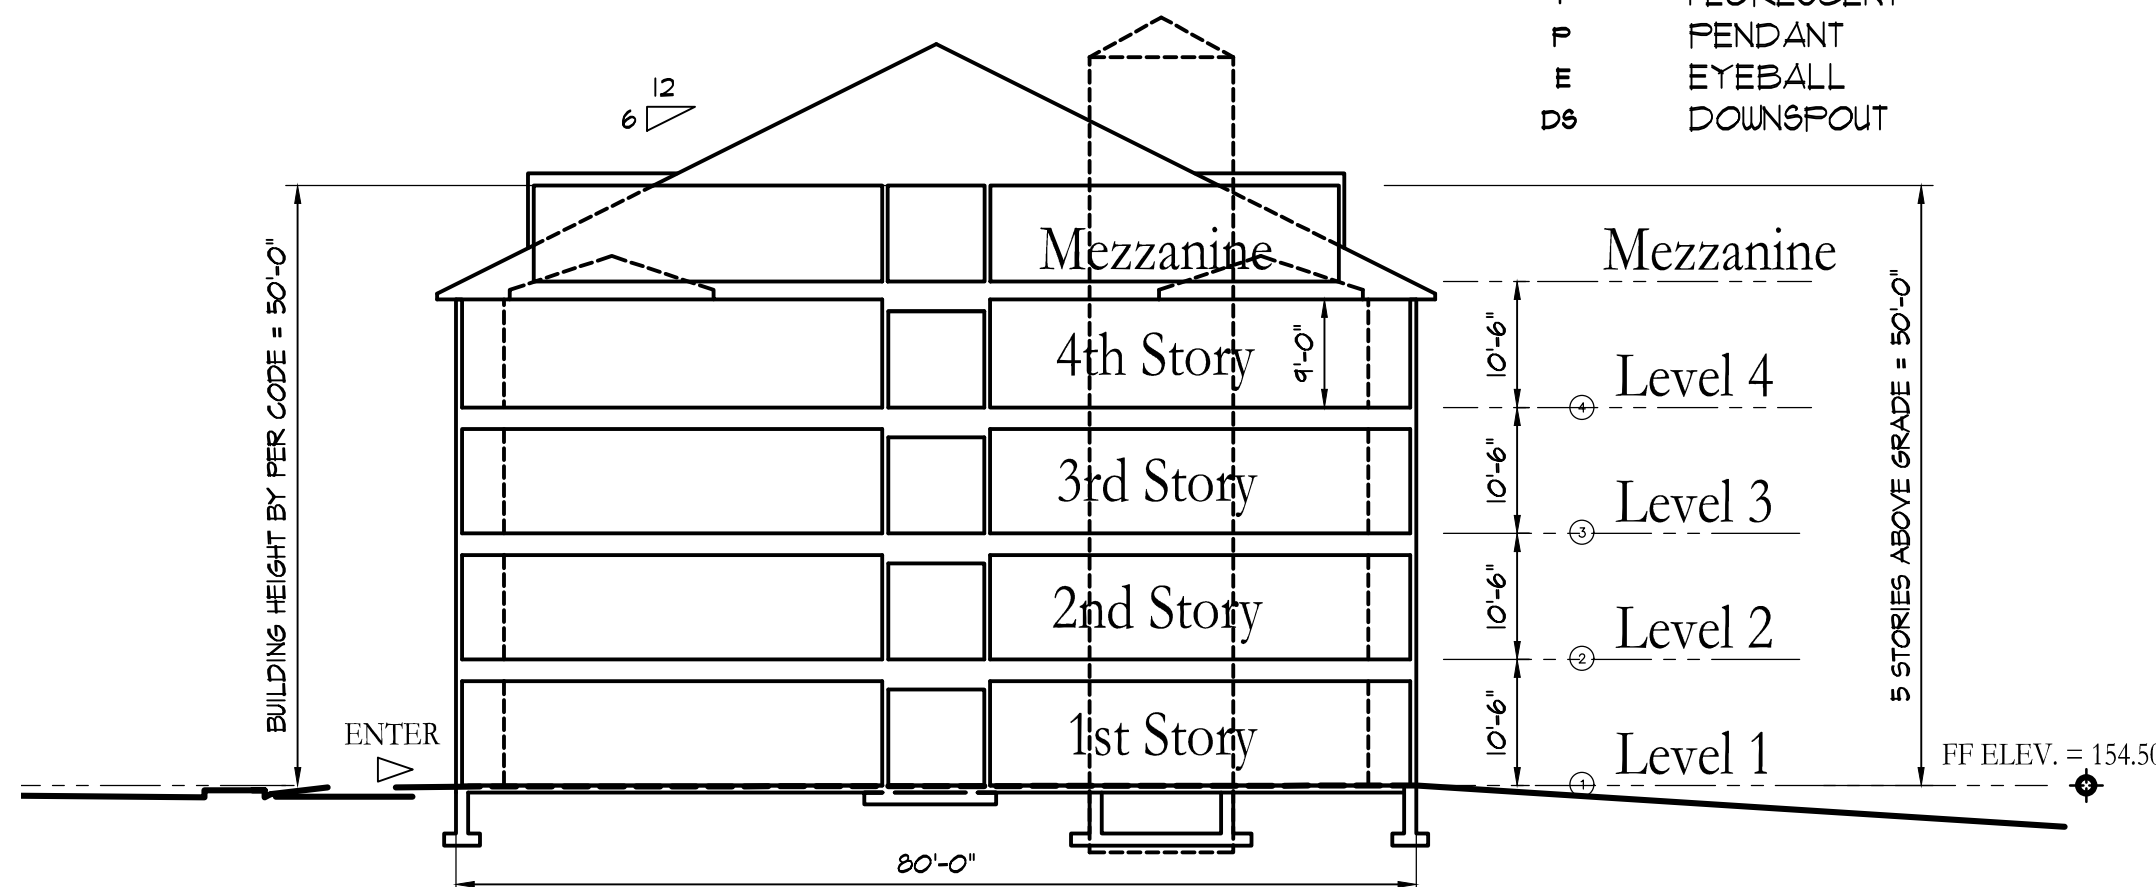 P PENDANT
E EYEBALL
DS DOWNSPOUT
12
6
BUILDING HEIGHT BY PER CODE = 50'-0"
5 STORIES ABOVE GRADE = 50'-0"
Mezzanine
Mezzanine
4th Story
9'-0"
10'-6"
Level 4
4
3rd Story
10'-6"
Level 3
3
2nd Story
10'-6"
Level 2
2
ENTER
1st Story
10'-6"
Level 1
1
FF ELEV. = 154.50
80'-0"